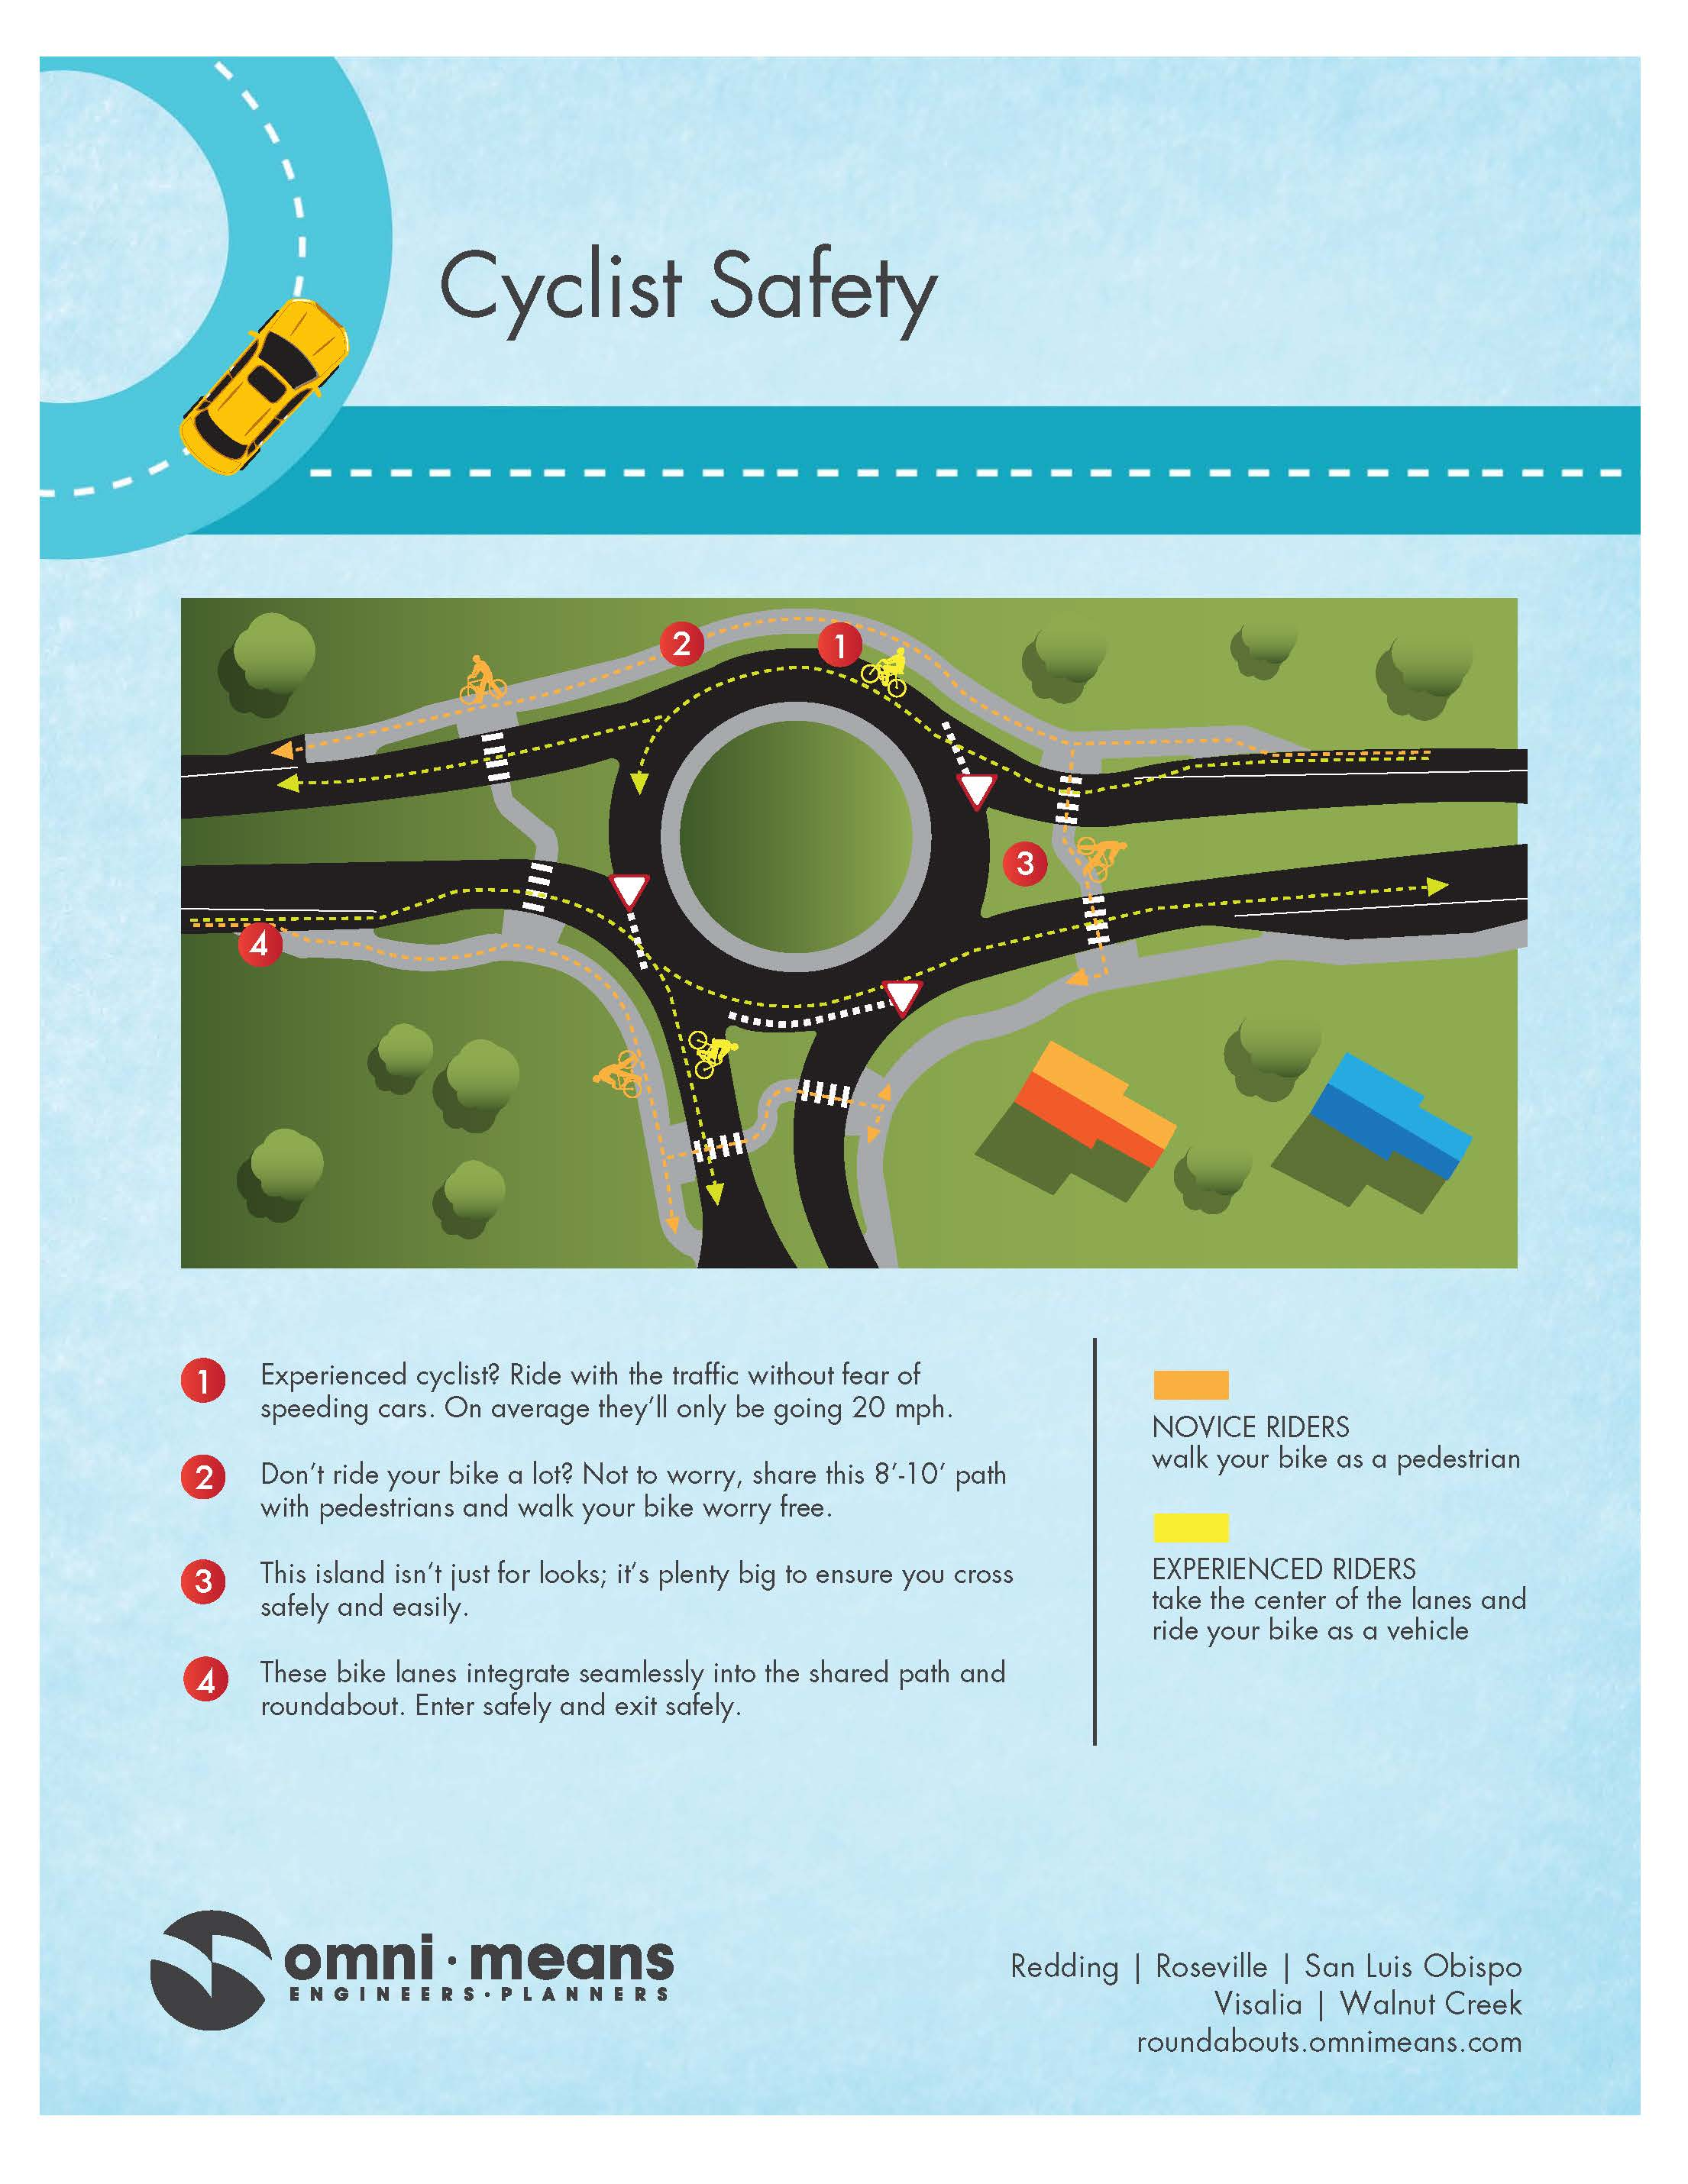 Cyclist Safety
2
1
3
4
1
Experienced cyclist? Ride with the traffic without fear of
speeding cars. On average they'll only be going 20 mph.
2
Don't ride your bike a lot? Not to worry, share this 8'-10' path
with pedestrians and walk your bike worry free.
3
This island isn't just for looks; it's plenty big to ensure you cross
safely and easily.
4
These bike lanes integrate seamlessly into the shared path and
roundabout. Enter safely and exit safely.
NOVICE RIDERS
walk your bike as a pedestrian
EXPERIENCED RIDERS
take the center of the lanes and
ride your bike as a vehicle
omni·means
ENGINEERS·PLANNERS
Redding | Roseville | San Luis Obispo
Visalia | Walnut Creek
roundabouts.omnimeans.com